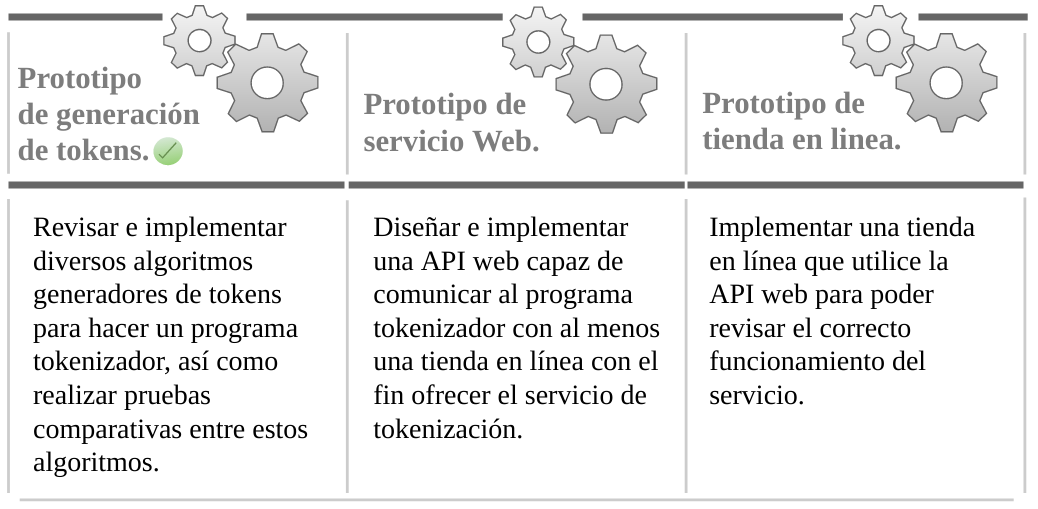 Prototipo
de generación
de tokens.
Prototipo de
servicio Web.
Prototipo de
tienda en linea.
Revisar e implementar
diversos algoritmos
generadores de tokens
para hacer un programa
tokenizador, así como
realizar pruebas
comparativas entre estos
algoritmos.
Diseñar e implementar
una API web capaz de
comunicar al programa
tokenizador con al menos
una tienda en línea con el
fin ofrecer el servicio de
tokenización.
Implementar una tienda
en línea que utilice la
API web para poder
revisar el correcto
funcionamiento del
servicio.